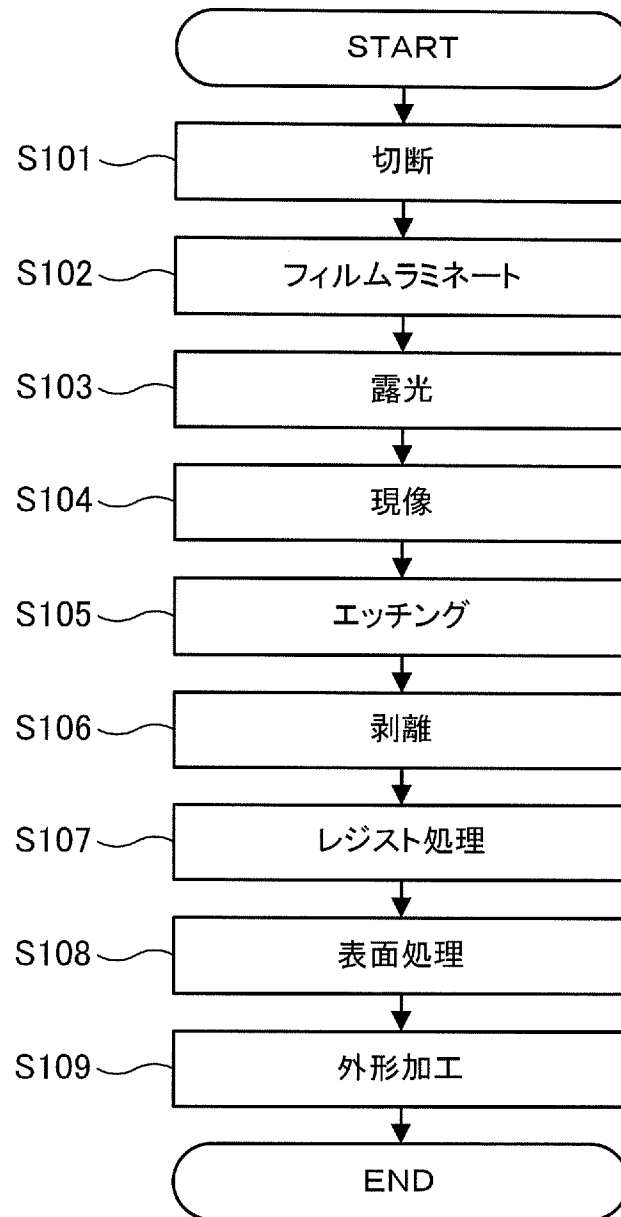 START
S101 切断
S102 フィルムラミネート
S103 露光
S104 現像
S105 エッチング
S106 剥離
S107 レジスト処理
S108 表面処理
S109 外形加工
END